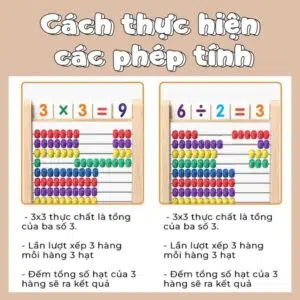 Cách thực hiện
các phép tính
3 x 3 = 9
6 ÷ 2 = 3
- 3x3 thực chất là tổng
của ba số 3.
- Lần lượt xếp 3 hàng
mỗi hàng 3 hạt
- Đếm tổng số hạt của 3
hàng sẽ ra kết quả
- 3x3 thực chất là tổng
của ba số 3.
- Lần lượt xếp 3 hàng
mỗi hàng 3 hạt
- Đếm tổng số hạt của 3
hàng sẽ ra kết quả